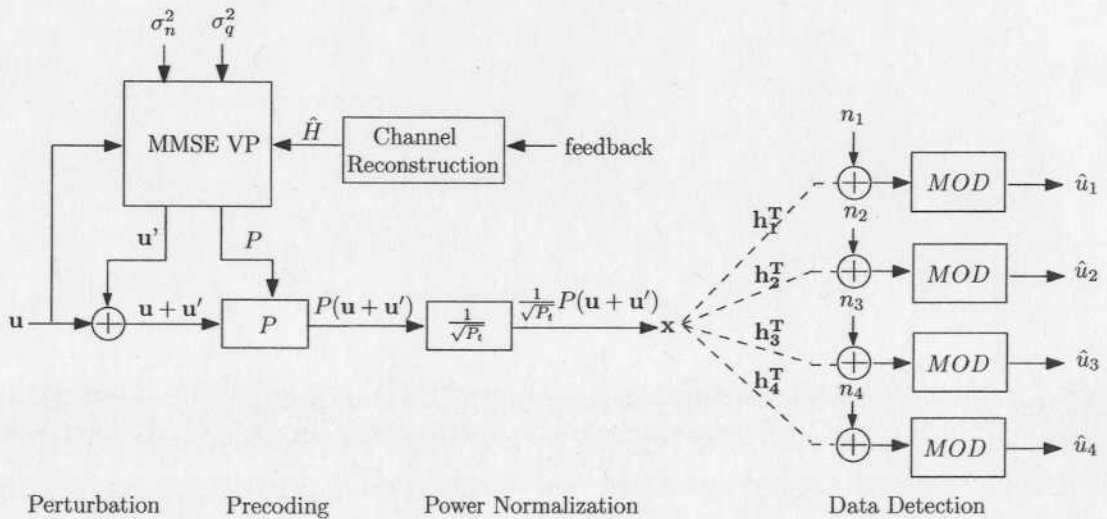 σ_n^2 σ_q^2
MMSE VP
Ĥ
Channel
Reconstruction
feedback
u'
P
u
u + u′
P
P(u + u′)
1/√P_t
1/√P_t P(u + u′)
x
h_1^T
h_2^T
h_3^T
h_4^T
n_1
MOD
û_1
n_2
MOD
û_2
n_3
MOD
û_3
n_4
MOD
û_4
Perturbation Precoding Power Normalization Data Detection